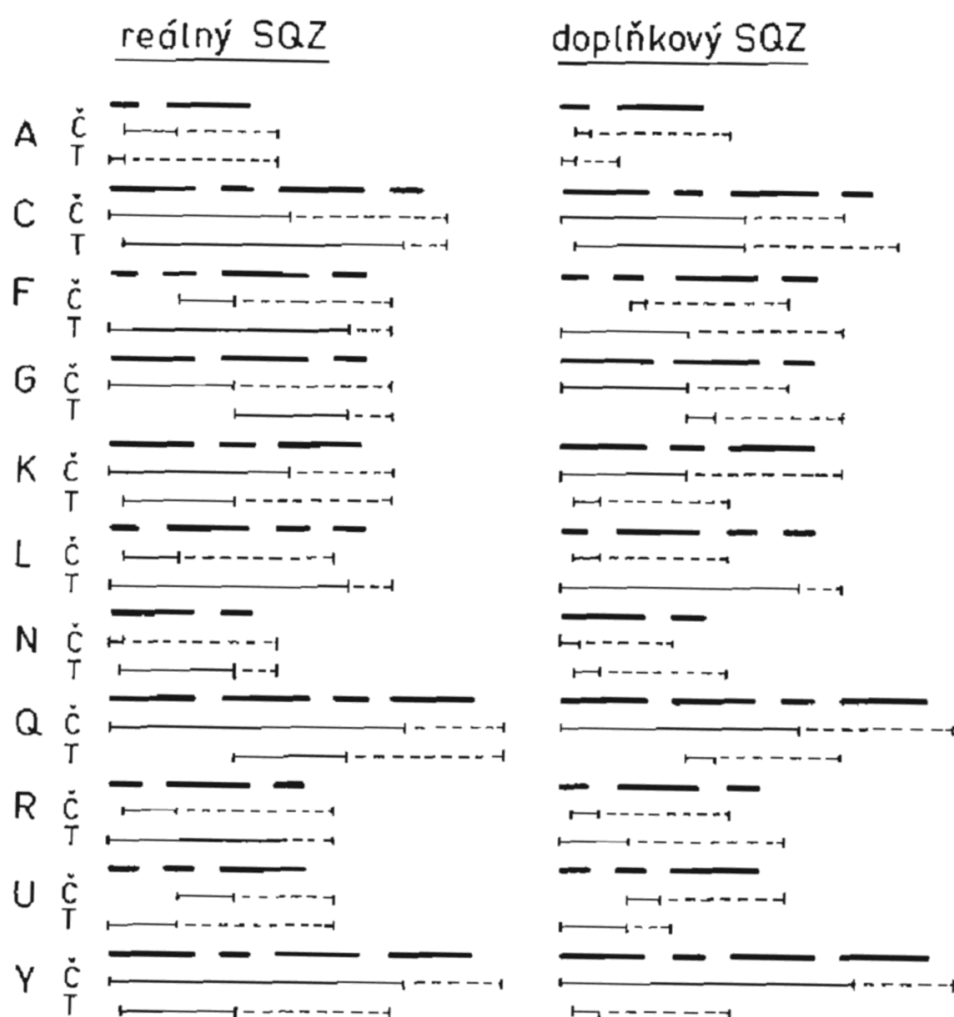 reálný SQZ doplňkový SQZ
Č
A
T
C Č
T
F Č
T
G Č
T
K Č
T
L Č
T
N Č
T
Q Č
T
R Č
T
U Č
T
Y Č
T